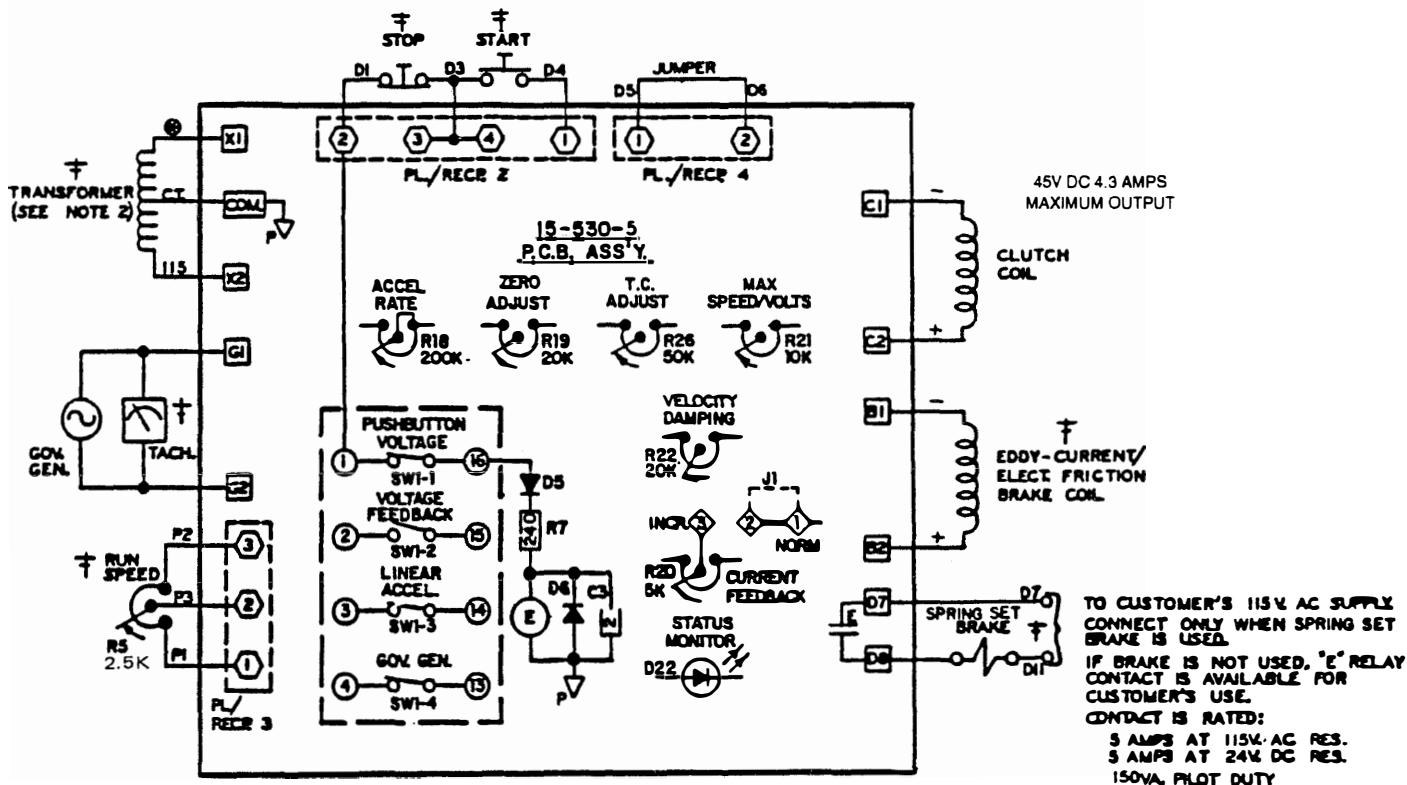 STOP
START
D1
D3
D4
JUMPER
D5
D6
2
3
4
1
1
2
PL./RECP. 2
PL./RECP. 4
X1
TRANSFORMER
(SEE NOTE 2)
C.T.
COM.
P
115
X2
15-530-5
P.C.B. ASS'Y.
ACCEL
RATE
R18
200K
ZERO
ADJUST
R19
20K
T.C.
ADJUST
R26
50K
MAX
SPEED/VOLTS
R21
10K
C1
-
45V DC 4.3 AMPS
MAXIMUM OUTPUT
CLUTCH
COIL
C2
+
G1
GOV.
GEN.
TACH.
G2
PUSHBUTTON
VOLTAGE
1
16
SW1-1
VOLTAGE
FEEDBACK
2
15
SW1-2
LINEAR
ACCEL.
3
14
SW1-3
GOV. GEN.
4
13
SW1-4
D5
240
R7
E
D6
C3
P
VELOCITY
DAMPING
R22
20K
J1
INCR.
3
2
1
NORM
R20
5K
CURRENT
FEEDBACK
STATUS
MONITOR
D22
B1
-
EDDY-CURRENT/
ELECT. FRICTION
BRAKE COIL
B2
+
P2
3
RUN
SPEED
P3
2
R5
2.5K
P1
1
PL/
RECP. 3
E
D7
D7
SPRING SET
BRAKE
D8
D11
TO CUSTOMER'S 115V. AC SUPPLY.
CONNECT ONLY WHEN SPRING SET
BRAKE IS USED.
IF BRAKE IS NOT USED, "E" RELAY
CONTACT IS AVAILABLE FOR
CUSTOMER'S USE.
CONTACT IS RATED:
5 AMPS AT 115V. AC RES.
5 AMPS AT 24V. DC RES.
150VA. PILOT DUTY